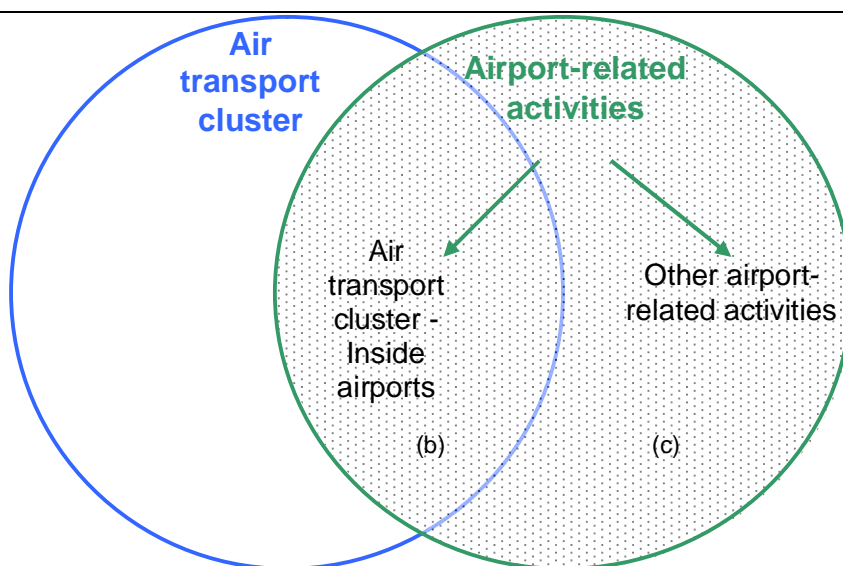 Air
transport
cluster
Airport-related
activities
Air
transport
cluster -
Inside
airports
(b)
Other airport-
related activities
(c)